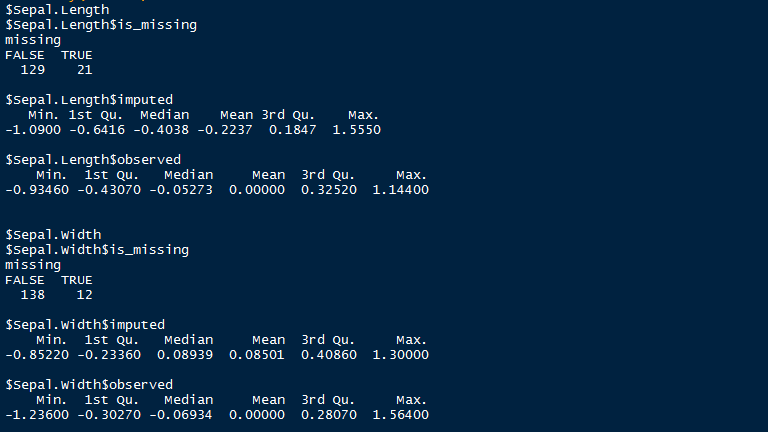 $Sepal.Length
$Sepal.Length$is_missing
missing
FALSE  TRUE
  129    21

$Sepal.Length$imputed
   Min. 1st Qu.  Median    Mean 3rd Qu.    Max.
-1.0900 -0.6416 -0.4038 -0.2237  0.1847  1.5550

$Sepal.Length$observed
    Min.  1st Qu.   Median     Mean  3rd Qu.     Max.
-0.93460 -0.43070 -0.05273  0.00000  0.32520  1.14400


$Sepal.Width
$Sepal.Width$is_missing
missing
FALSE  TRUE
  138    12

$Sepal.Width$imputed
    Min.  1st Qu.   Median     Mean  3rd Qu.     Max.
-0.85220 -0.23360  0.08939  0.08501  0.40860  1.30000

$Sepal.Width$observed
    Min.  1st Qu.   Median     Mean  3rd Qu.     Max.
-1.23600 -0.30270 -0.06934  0.00000  0.28070  1.56400